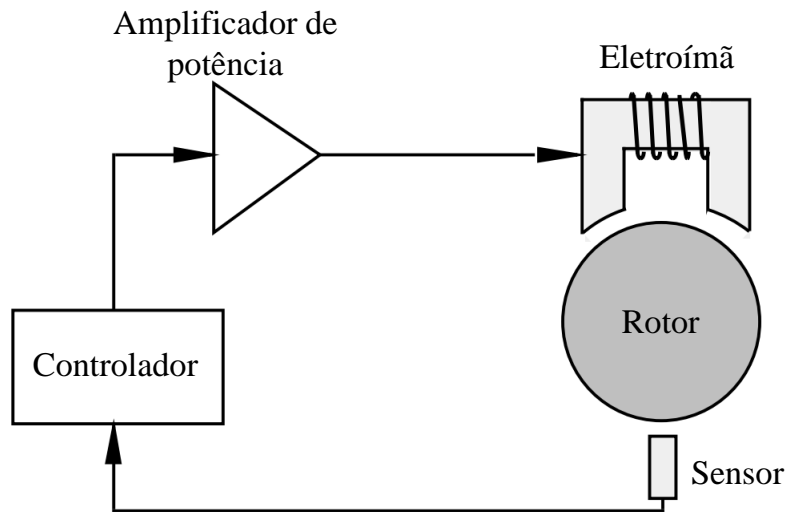 Amplificador de
potência
Eletroímã
Rotor
Controlador
Sensor